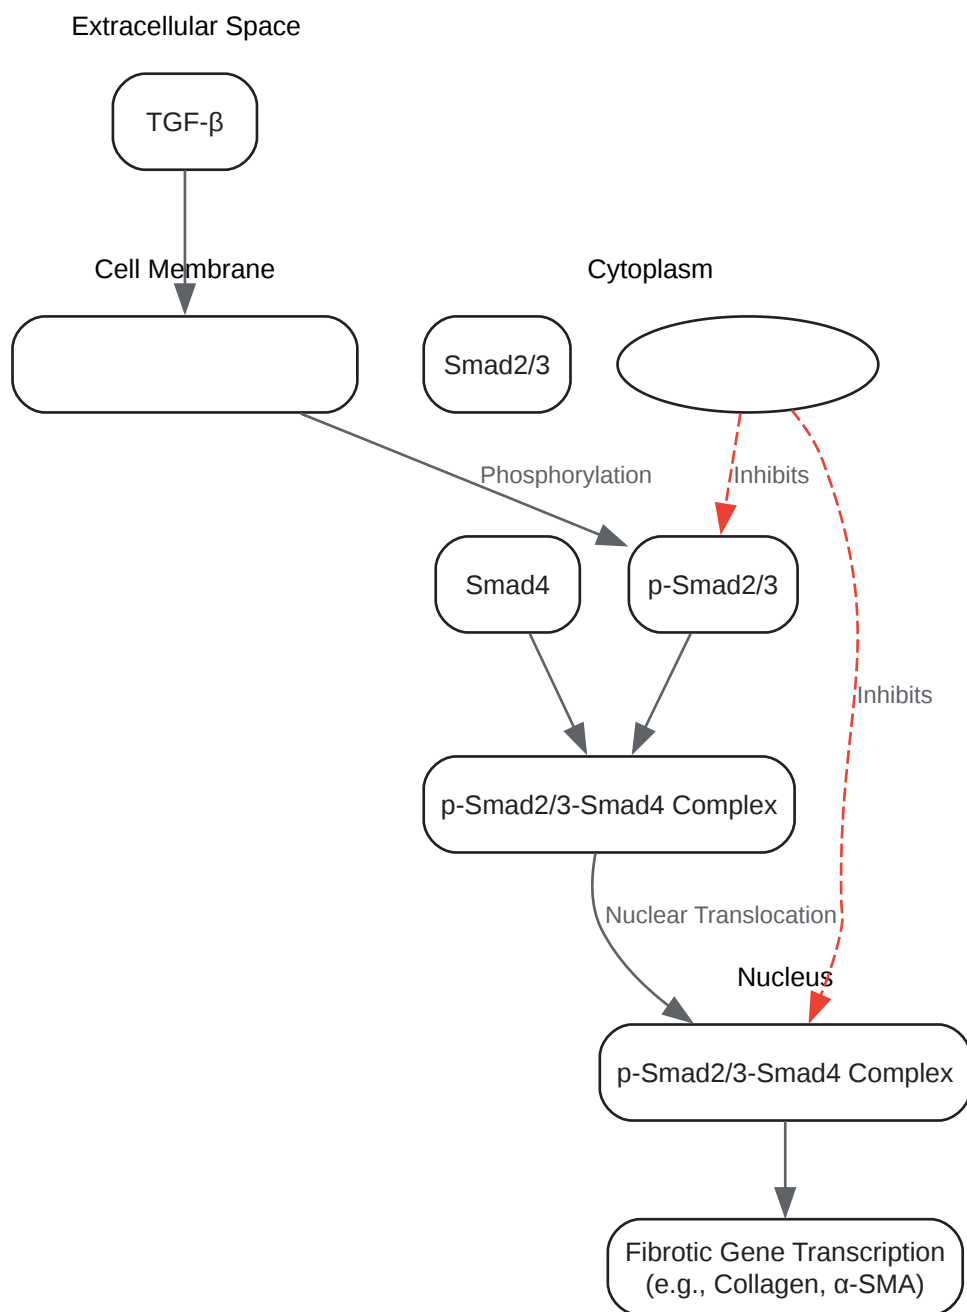 Extracellular Space
TGF-β
Cell Membrane
Cytoplasm
Smad2/3
Phosphorylation
Inhibits
Smad4
p-Smad2/3
Inhibits
p-Smad2/3-Smad4 Complex
Nuclear Translocation
Nucleus
p-Smad2/3-Smad4 Complex
Fibrotic Gene Transcription
(e.g., Collagen, α-SMA)